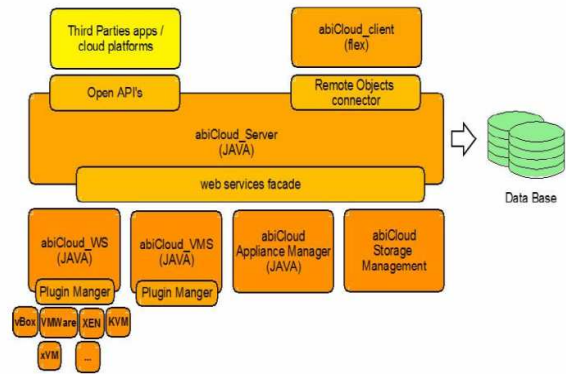 Third Parties apps /
cloud platforms
abiCloud_client
(flex)
Open API's
Remote Objects
connector
abiCloud_Server
(JAVA)
web services facade
Data Base
abiCloud_WS
(JAVA)
Plugin Manger
abiCloud_VMS
(JAVA)
Plugin Manger
abiCloud
Appliance Manager
(JAVA)
abiCloud
Storage
Management
vBox
VMWare
XEN
KVM
xVM
...